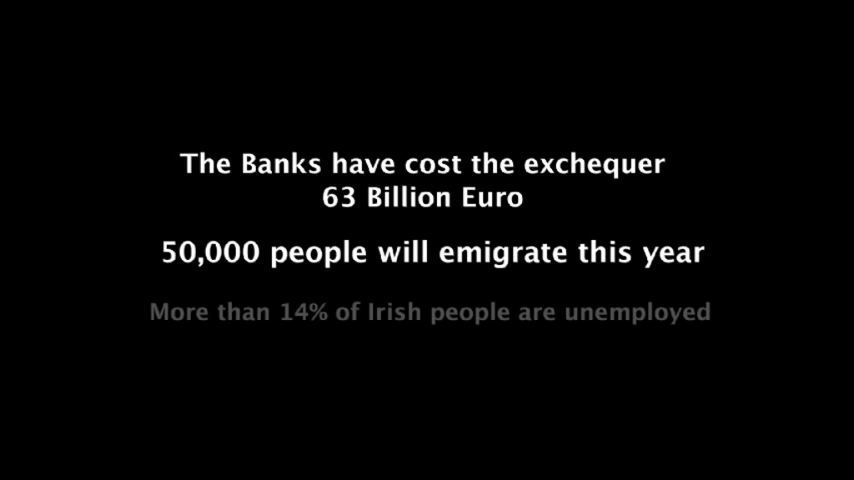 The Banks have cost the exchequer
63 Billion Euro
50,000 people will emigrate this year
More than 14% of Irish people are unemployed